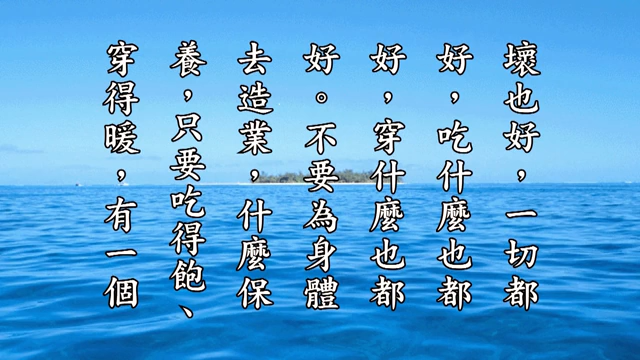 壞也好，一切都
好，吃什麼也都
好，穿什麼也都
好。不要為身體
去造業，什麼保
養，只要吃得飽、
穿得暖，有一個